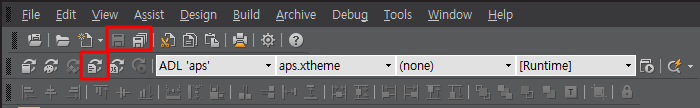 File Edit View Assist Design Build Archive Debug Tools Window Help
ADL 'aps' aps.xtheme (none) [Runtime]